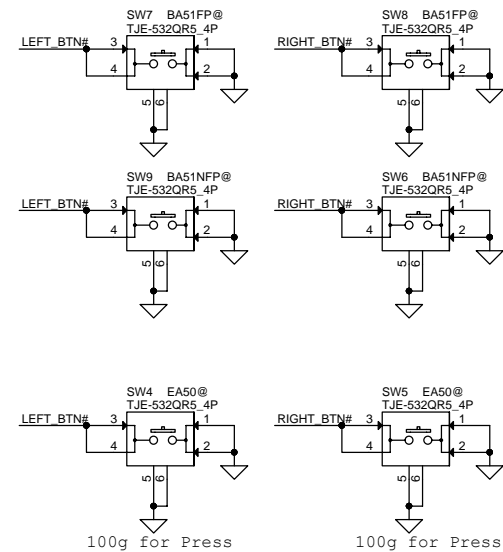 SW7 BA51FP@
TJE-532QR5_4P
LEFT_BTN# 3 1
4 2
5 6
SW8 BA51FP@
TJE-532QR5_4P
RIGHT_BTN# 3 1
4 2
5 6
SW9 BA51NFP@
TJE-532QR5_4P
LEFT_BTN# 3 1
4 2
5 6
SW6 BA51NFP@
TJE-532QR5_4P
RIGHT_BTN# 3 1
4 2
5 6
SW4 EA50@
TJE-532QR5_4P
LEFT_BTN# 3 1
4 2
5 6
100g for Press
SW5 EA50@
TJE-532QR5_4P
RIGHT_BTN# 3 1
4 2
5 6
100g for Press